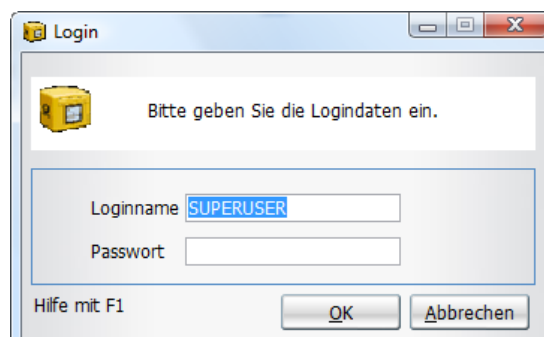 Login
Bitte geben Sie die Logindaten ein.
Loginname SUPERUSER
Passwort
Hilfe mit F1
OK
Abbrechen